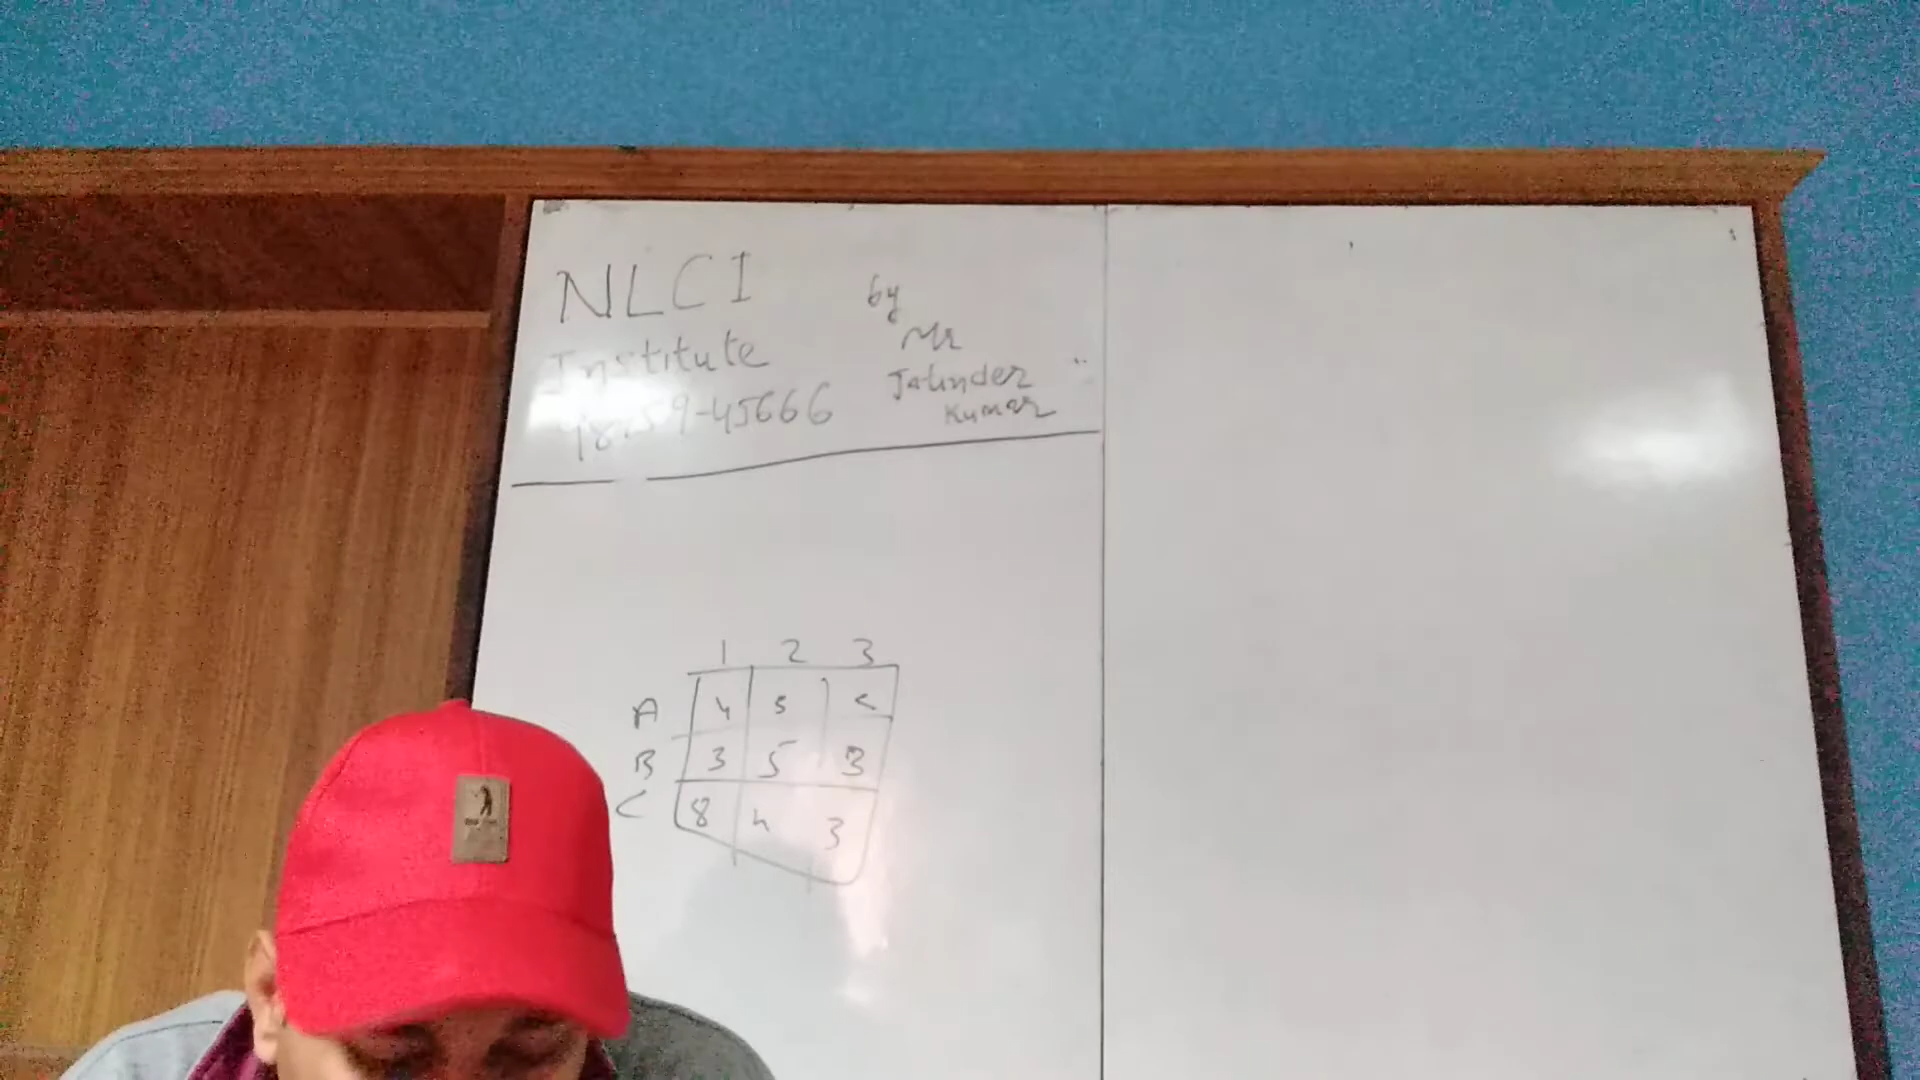 NLCI
Institute
by
Mr
Jatinder
Kumar
1 2 3
A 4 5
B 3 5 3
C 8 4 3